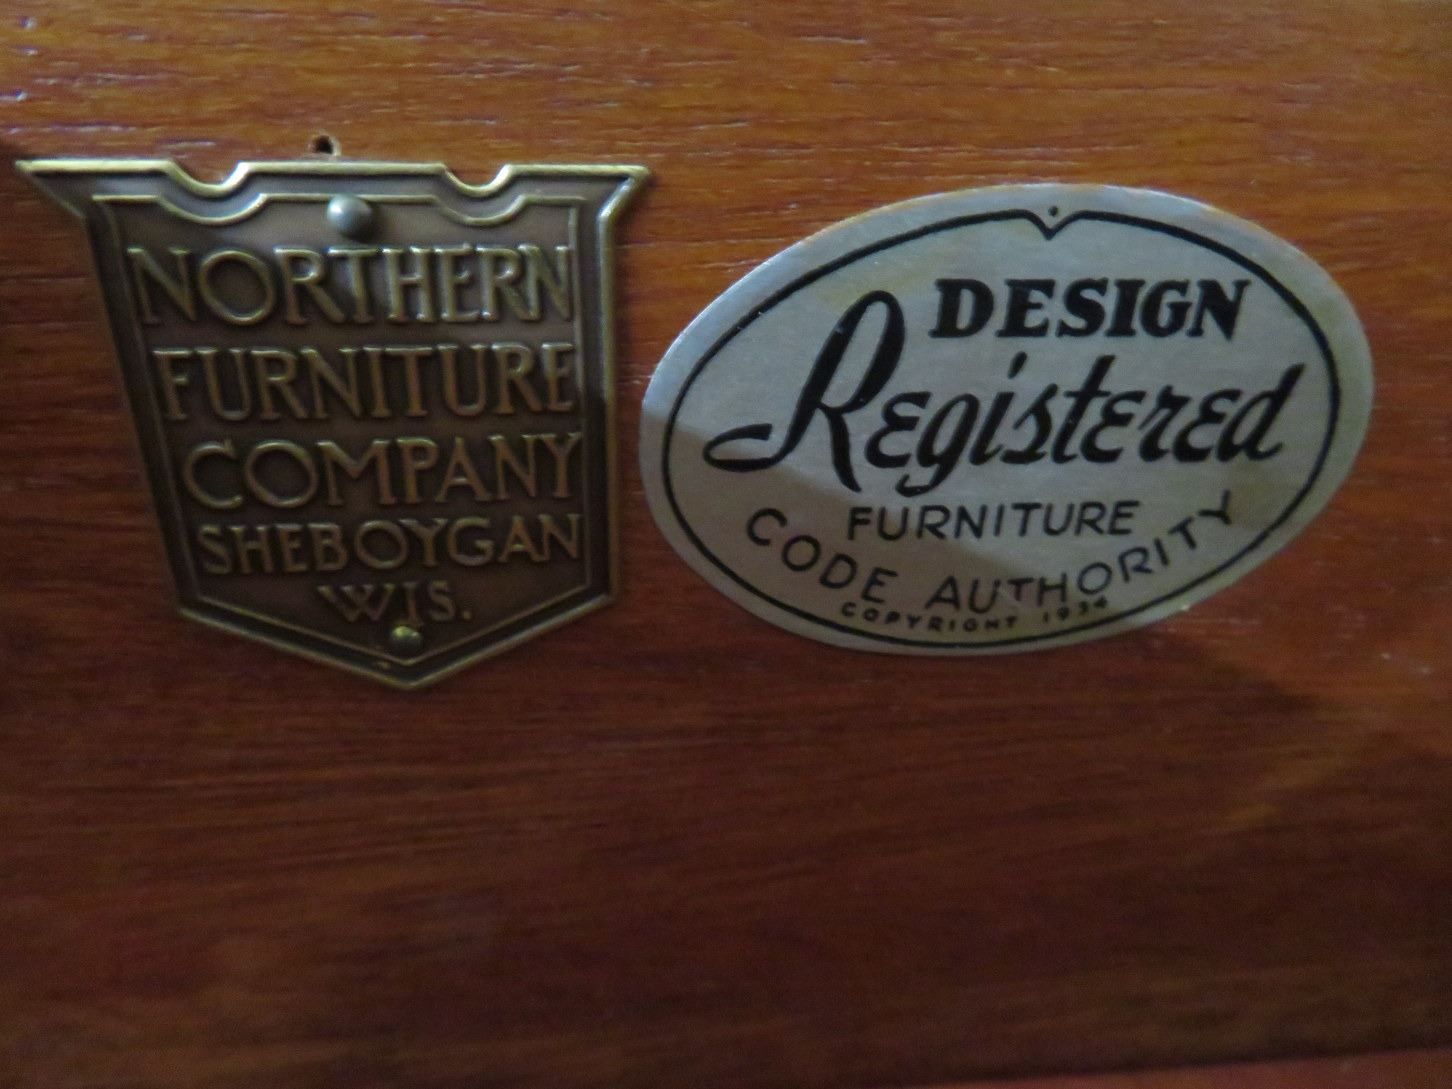 NORTHERN
FURNITURE
COMPANY
SHEBOYGAN
WIS.
DESIGN
Registered
FURNITURE
CODE AUTHORITY
COPYRIGHT 1934